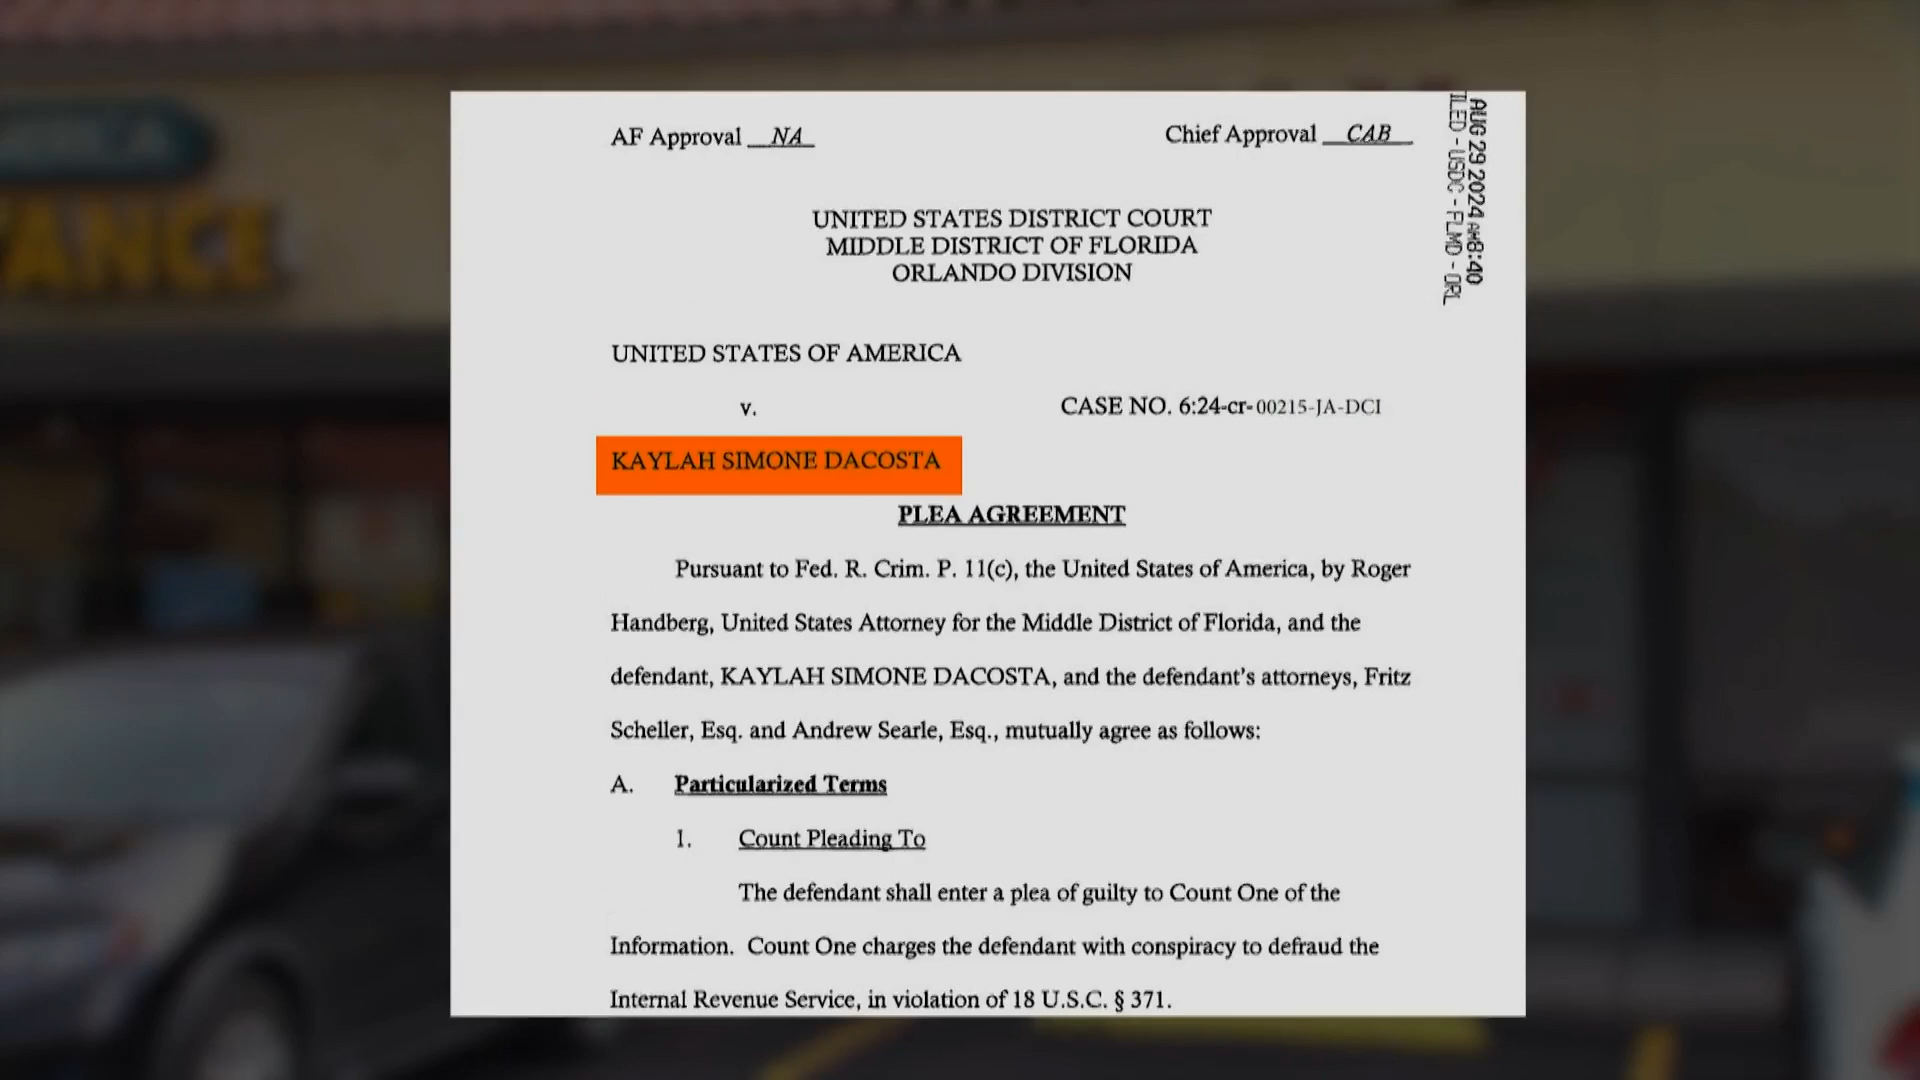 AF Approval NA
Chief Approval CAB
AUG 29 2024 AM8:40
ILED - USDC - FLMD - ORL
UNITED STATES DISTRICT COURT
MIDDLE DISTRICT OF FLORIDA
ORLANDO DIVISION
UNITED STATES OF AMERICA
v.
CASE NO. 6:24-cr-00215-JA-DCI
KAYLAH SIMONE DACOSTA
PLEA AGREEMENT
Pursuant to Fed. R. Crim. P. 11(c), the United States of America, by Roger
Handberg, United States Attorney for the Middle District of Florida, and the
defendant, KAYLAH SIMONE DACOSTA, and the defendant's attorneys, Fritz
Scheller, Esq. and Andrew Searle, Esq., mutually agree as follows:
A. Particularized Terms
1. Count Pleading To
The defendant shall enter a plea of guilty to Count One of the
Information. Count One charges the defendant with conspiracy to defraud the
Internal Revenue Service, in violation of 18 U.S.C. § 371.